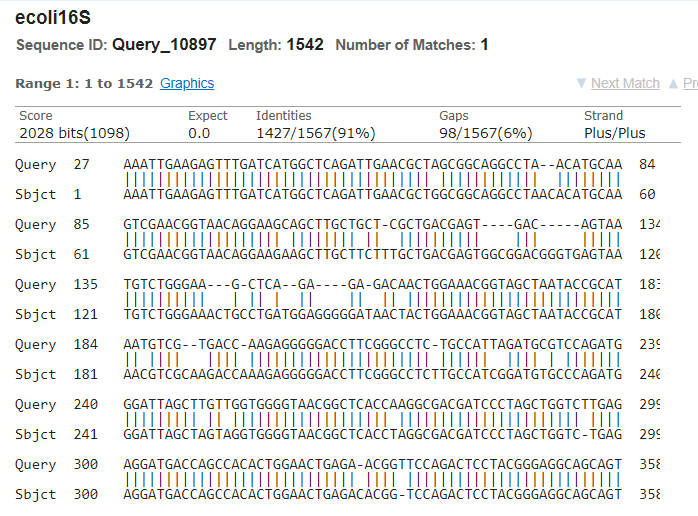 ecoli16S
Sequence ID: Query_10897 Length: 1542 Number of Matches: 1
Range 1: 1 to 1542 Graphics ▼ Next Match ▲ Pr
Score Expect Identities Gaps Strand
2028 bits(1098) 0.0 1427/1567(91%) 98/1567(6%) Plus/Plus
Query 27 AAATTGAAGAGTTTGATCATGGCTCAGATTGAACGCTAGCGGCAGGCCTA--ACATGCAA 84
Sbjct 1 AAATTGAAGAGTTTGATCATGGCTCAGATTGAACGCTGGCGGCAGGCCTAACACATGCAA 60
Query 85 GTCGAACGGTAACAGGAAGCAGCTTGCTGCT-CGCTGACGAGT----GAC-----AGTAA 134
Sbjct 61 GTCGAACGGTAACAGGAAGAAGCTTGCTTCTTTGCTGACGAGTGGCGGACGGGTGAGTAA 120
Query 135 TGTCTGGGAA---G-CTCA--GA----GA-GACAACTGGAAACGGTAGCTAATACCGCAT 183
Sbjct 121 TGTCTGGGAAACTGCCTGATGGAGGGGGATAACTACTGGAAACGGTAGCTAATACCGCAT 180
Query 184 AATGTCG--TGACC-AAGAGGGGGACCTTCGGGCCTC-TGCCATTAGATGCGTCCAGATG 239
Sbjct 181 AACGTCGCAAGACCAAAGAGGGGGACCTTCGGGCCTCTTGCCATCGGATGTGCCCAGATG 240
Query 240 GGATTAGCTTGTTGGTGGGGTAACGGCTCACCAAGGCGACGATCCCTAGCTGGTCTTGAG 299
Sbjct 241 GGATTAGCTAGTAGGTGGGGTAACGGCTCACCTAGGCGACGATCCCTAGCTGGTC-TGAG 299
Query 300 AGGATGACCAGCCACACTGGAACTGAGA-ACGGTTCCAGACTCCTACGGGAGGCAGCAGT 358
Sbjct 300 AGGATGACCAGCCACACTGGAACTGAGACACGG-TCCAGACTCCTACGGGAGGCAGCAGT 358